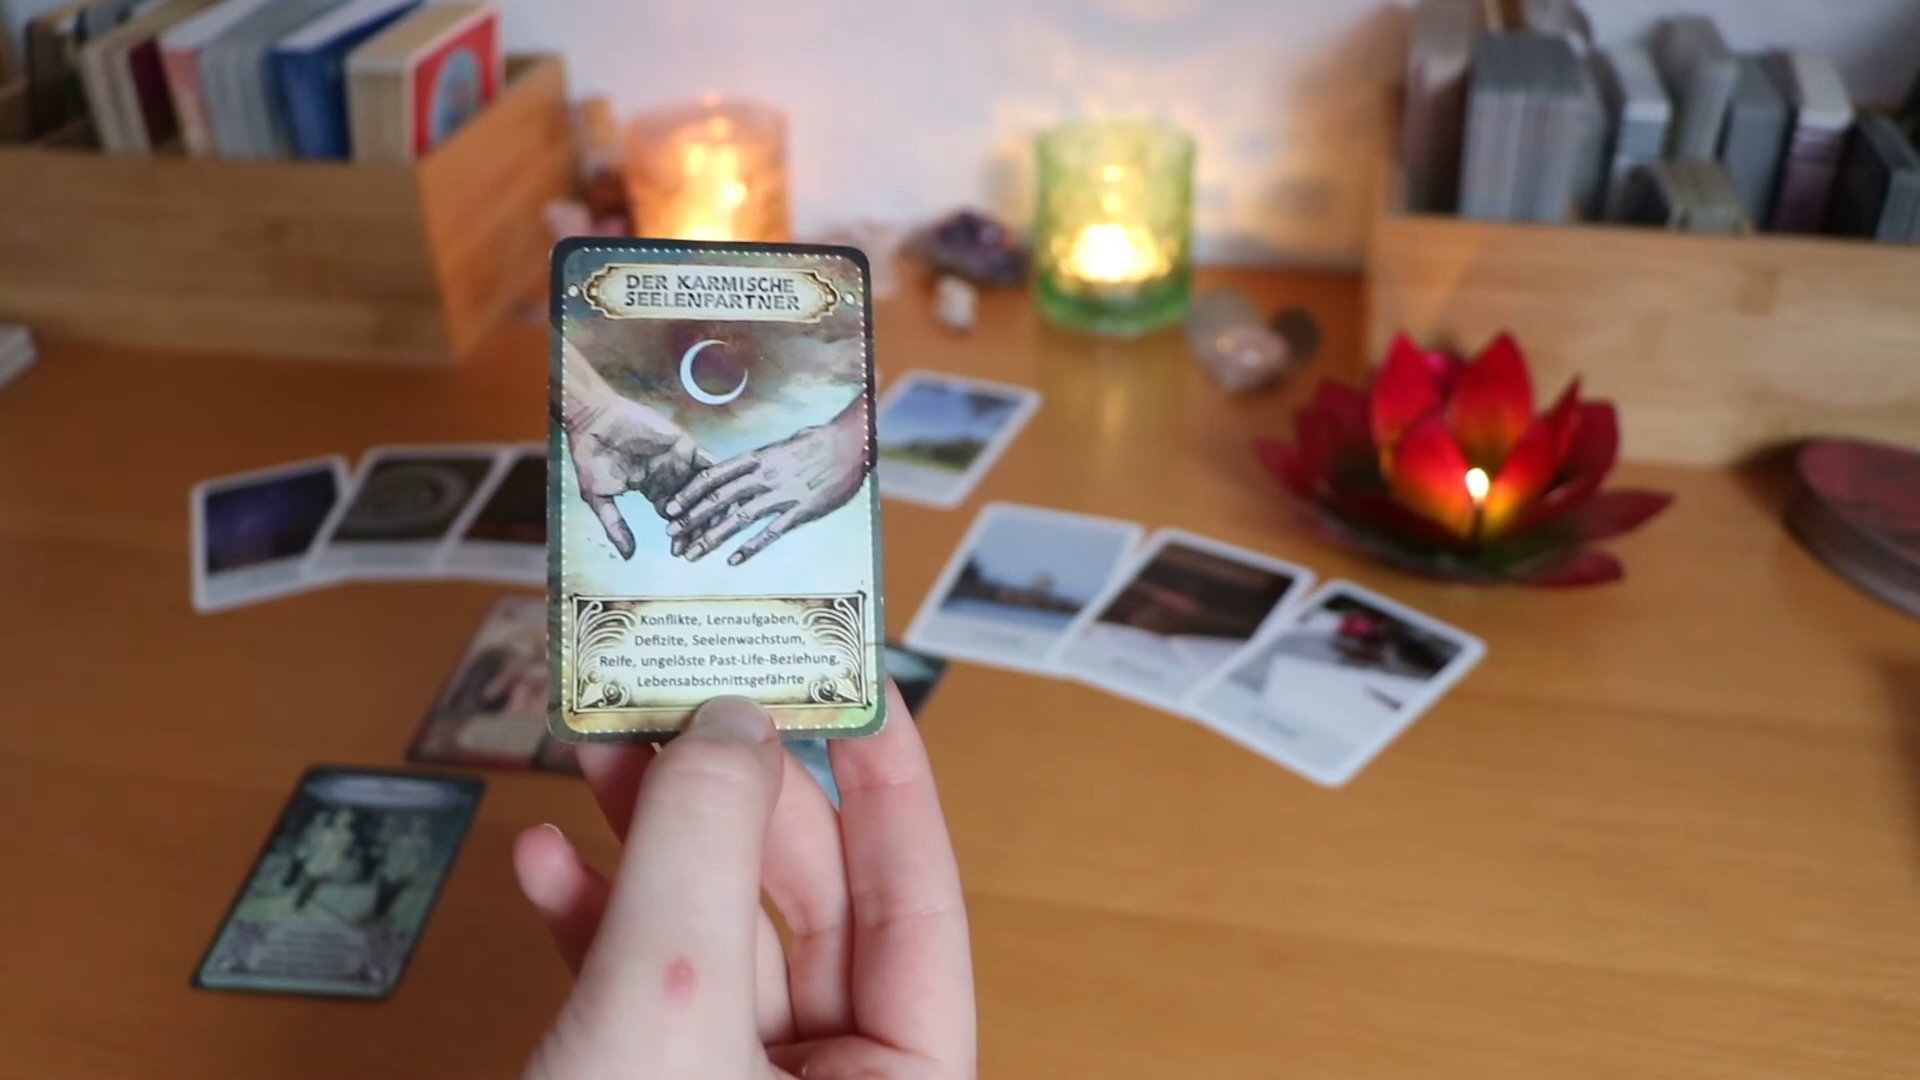 DER KARMISCHE
SEELENPARTNER
Konflikte, Lernaufgaben,
Defizite, Seelenwachstum,
Reife, ungelöste Past-Life-Beziehung,
Lebensabschnittsgefährte